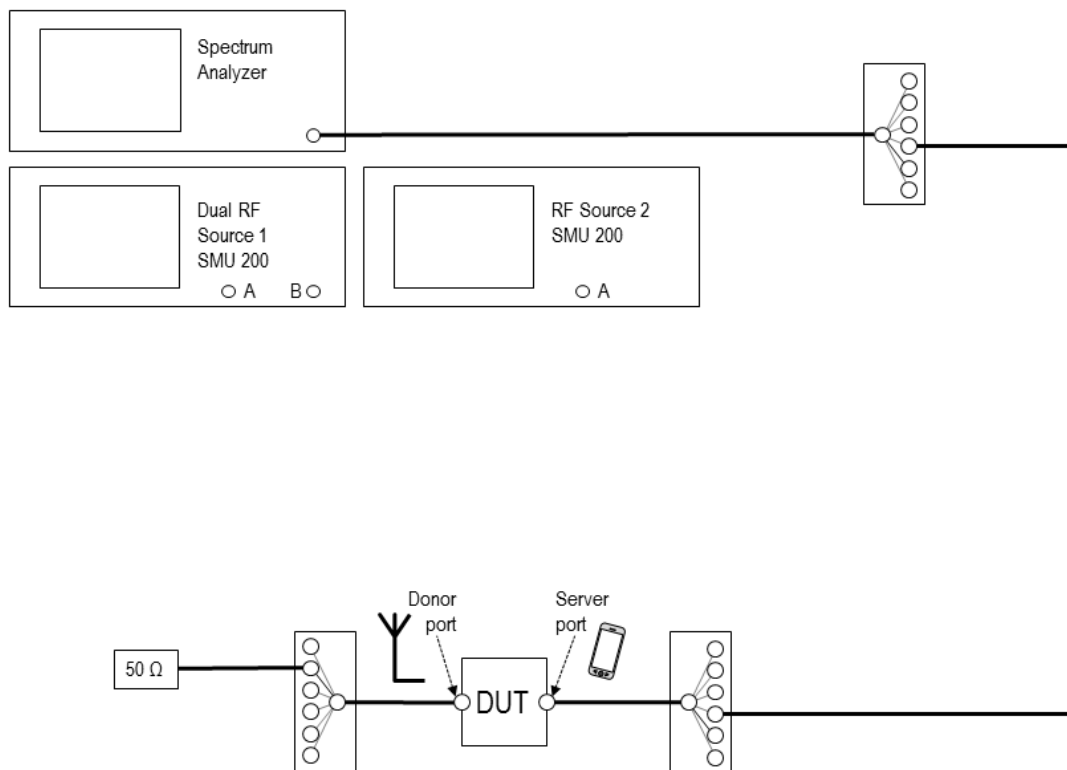 Spectrum
Analyzer
Dual RF
Source 1
SMU 200
A
B
RF Source 2
SMU 200
A
Donor
port
Server
port
50 Ω
DUT